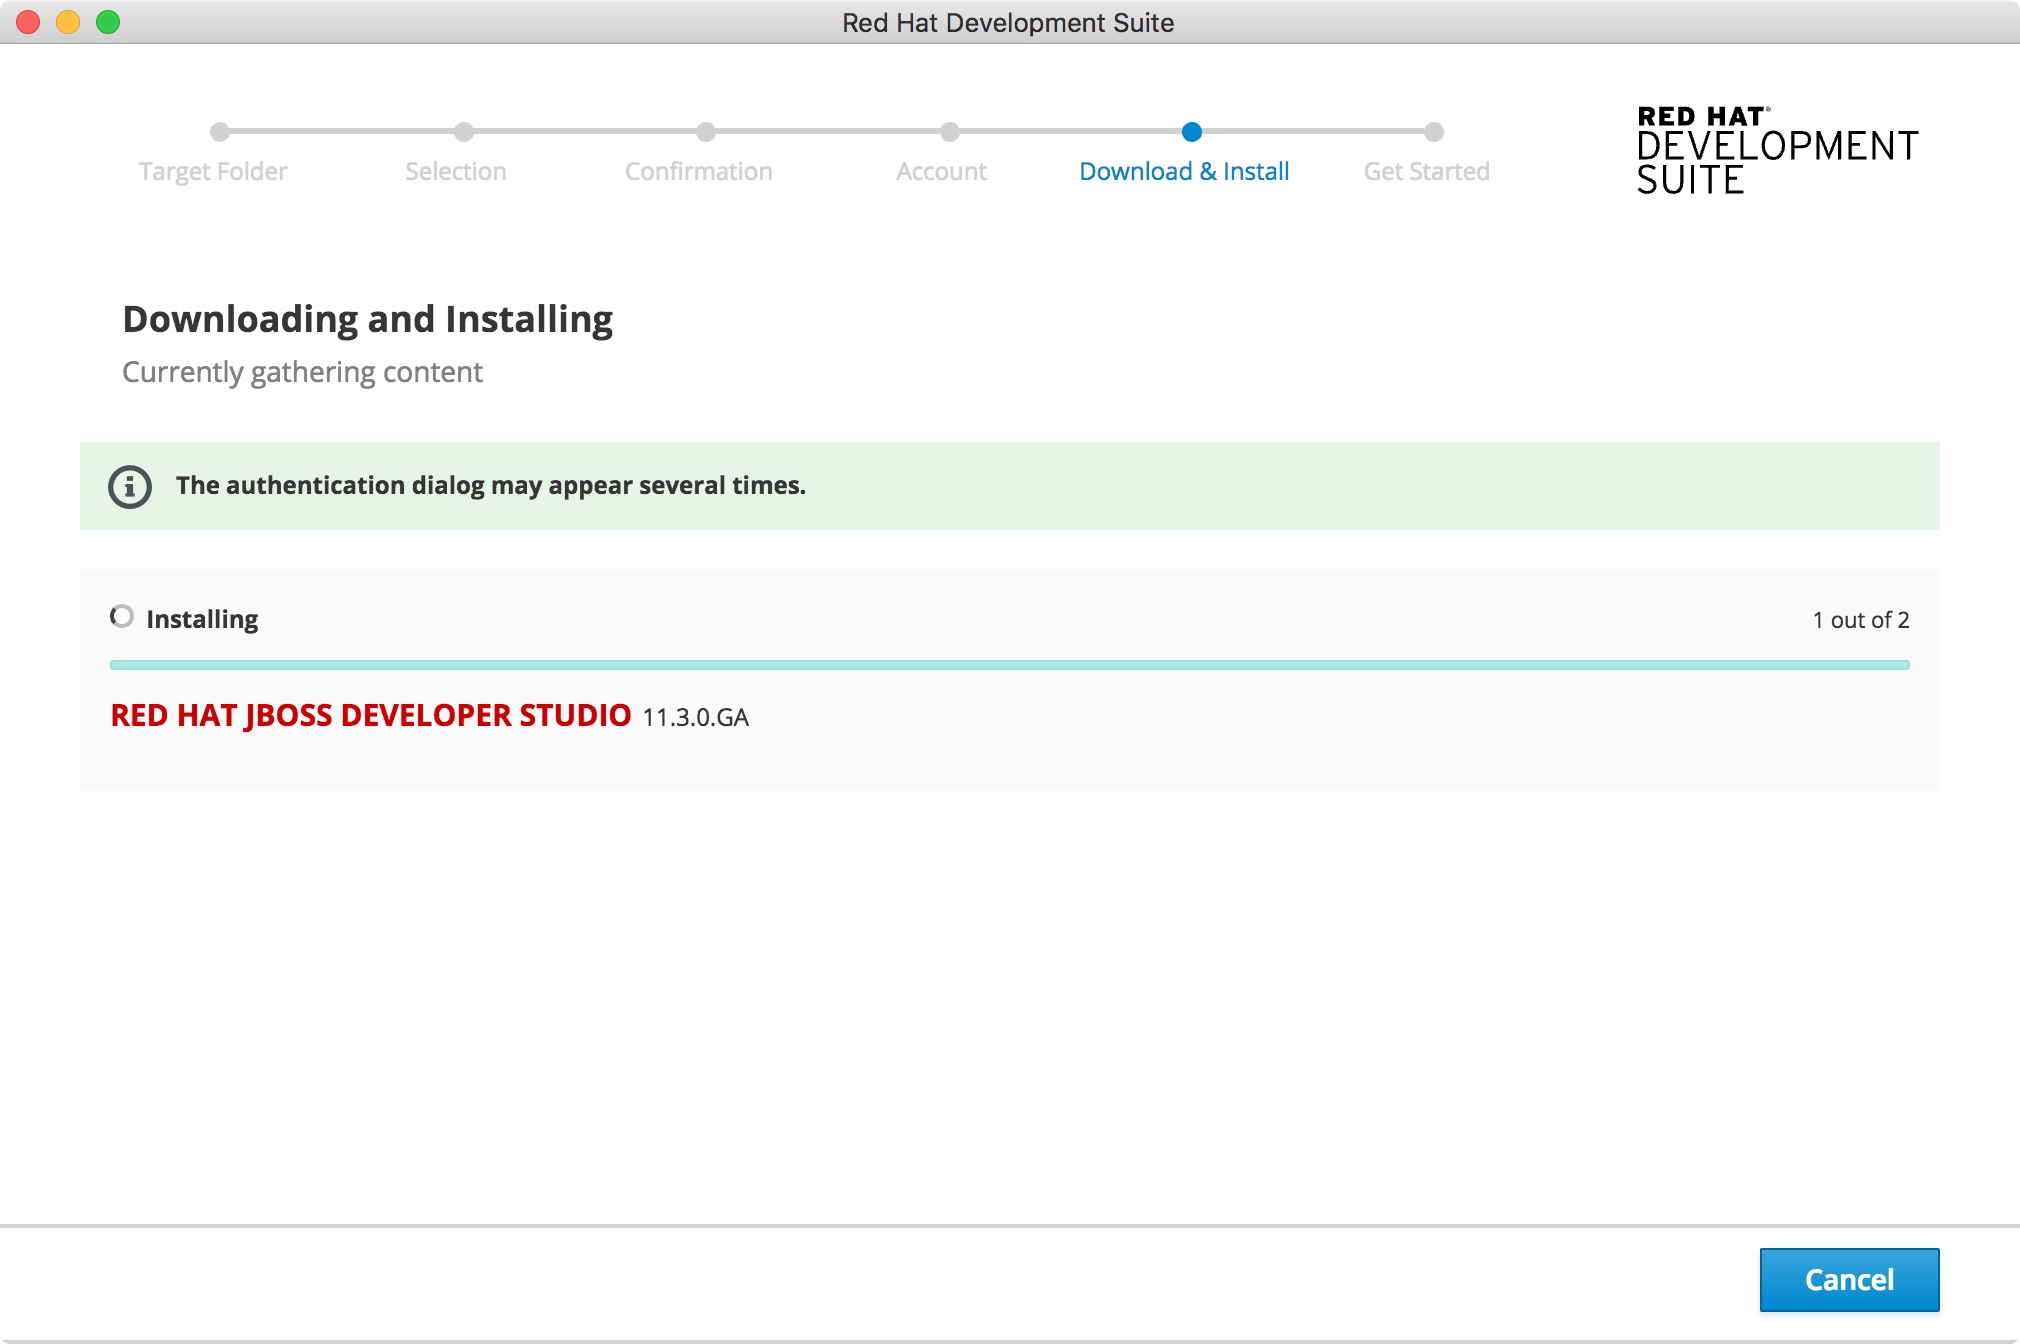 Red Hat Development Suite
Target Folder
Selection
Confirmation
Account
Download & Install
Get Started
RED HAT®
DEVELOPMENT
SUITE
Downloading and Installing
Currently gathering content
The authentication dialog may appear several times.
Installing
1 out of 2
RED HAT JBOSS DEVELOPER STUDIO 11.3.0.GA
Cancel